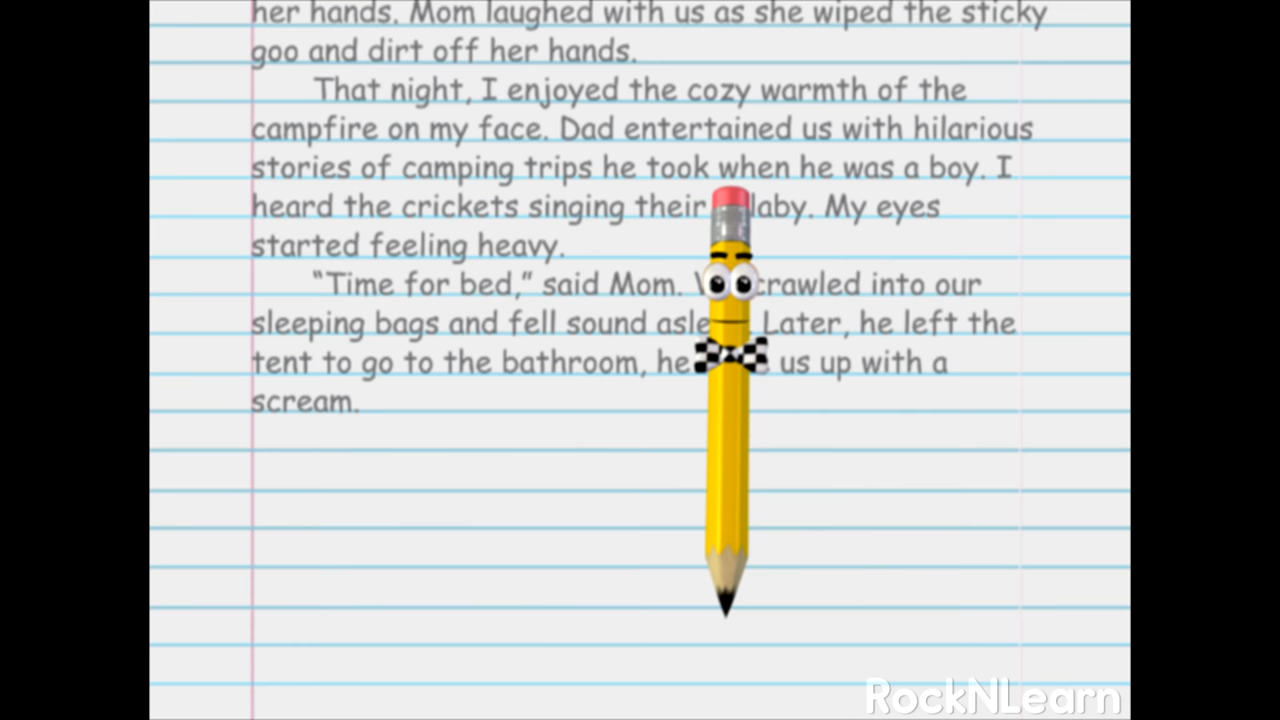 her hands. Mom laughed with us as she wiped the sticky
goo and dirt off her hands.
That night, I enjoyed the cozy warmth of the
campfire on my face. Dad entertained us with hilarious
stories of camping trips he took when he was a boy. I
heard the crickets singing their laby. My eyes
started feeling heavy.
“Time for bed,” said Mom. crawled into our
sleeping bags and fell sound asle Later, he left the
tent to go to the bathroom, he us up with a
scream.
RockNLearn